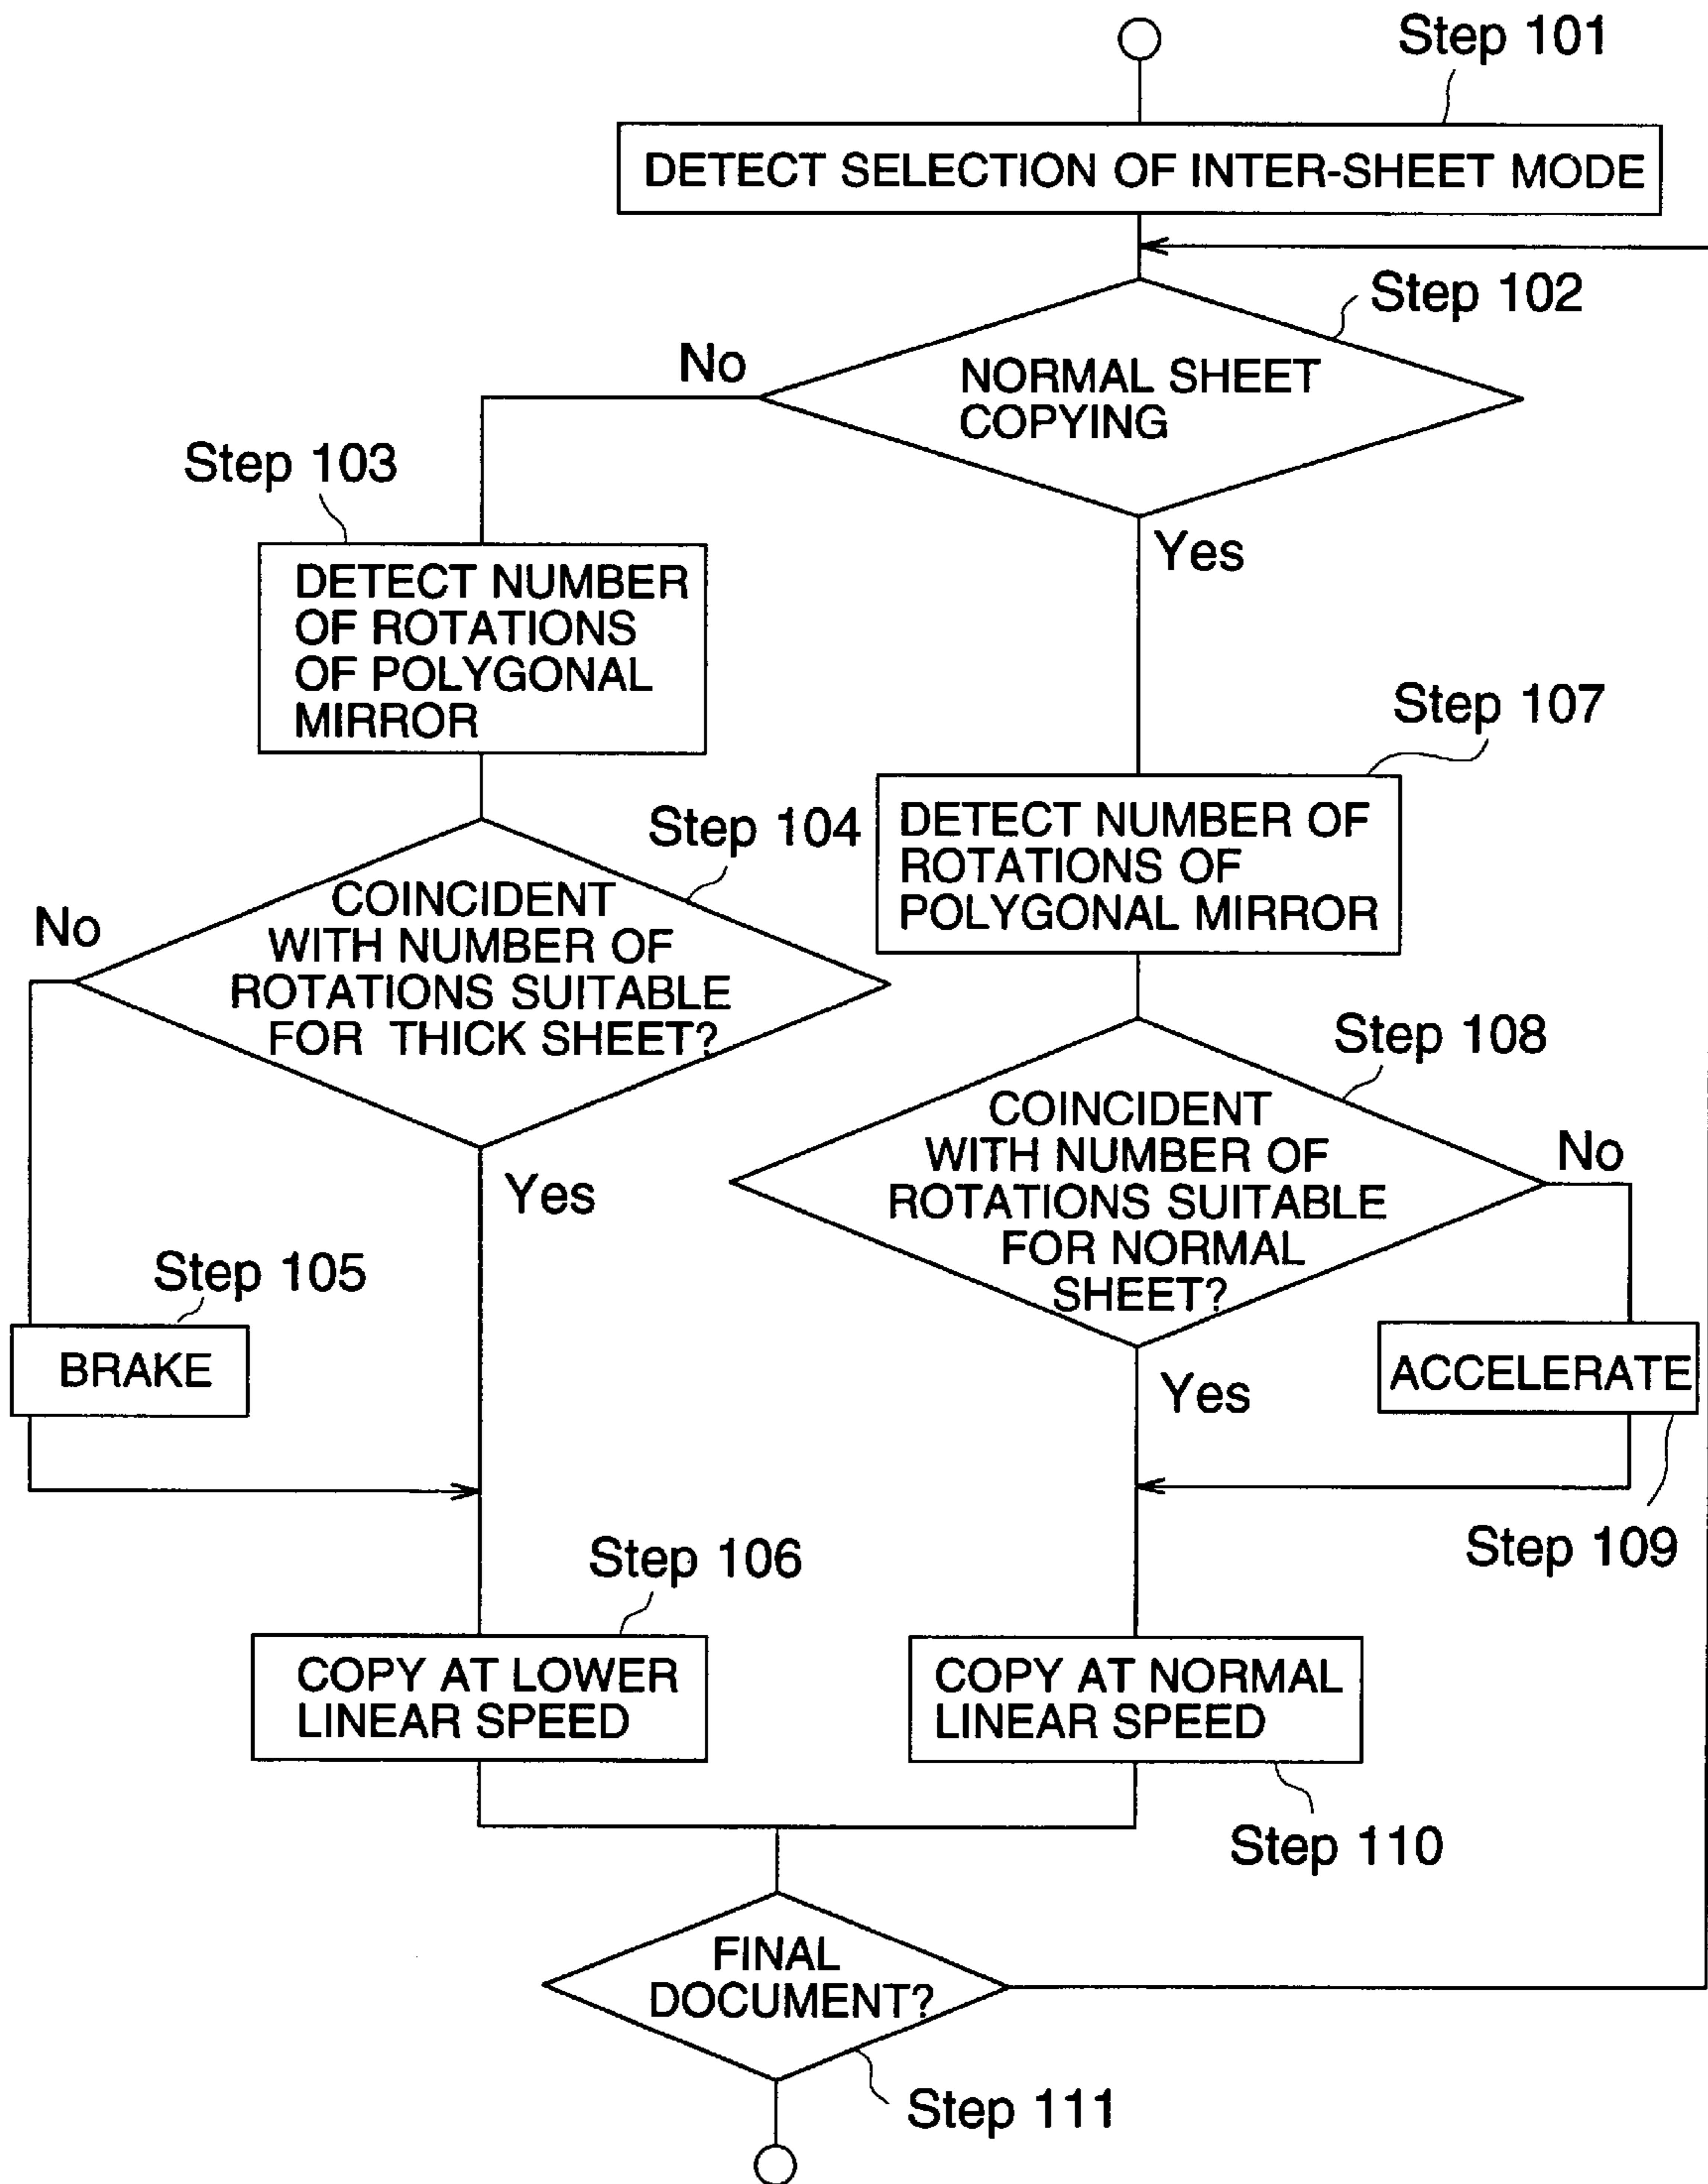 Step 101
DETECT SELECTION OF INTER-SHEET MODE
Step 102
No
NORMAL SHEET
COPYING
Yes
Step 103
DETECT NUMBER
OF ROTATIONS
OF POLYGONAL
MIRROR
Step 104
COINCIDENT
WITH NUMBER OF
ROTATIONS SUITABLE
FOR THICK SHEET?
No
Yes
Step 105
BRAKE
Step 106
COPY AT LOWER
LINEAR SPEED
Step 107
DETECT NUMBER OF
ROTATIONS OF
POLYGONAL MIRROR
Step 108
COINCIDENT
WITH NUMBER OF
ROTATIONS SUITABLE
FOR NORMAL
SHEET?
No
Yes
ACCELERATE
Step 109
COPY AT NORMAL
LINEAR SPEED
Step 110
FINAL
DOCUMENT?
Step 111